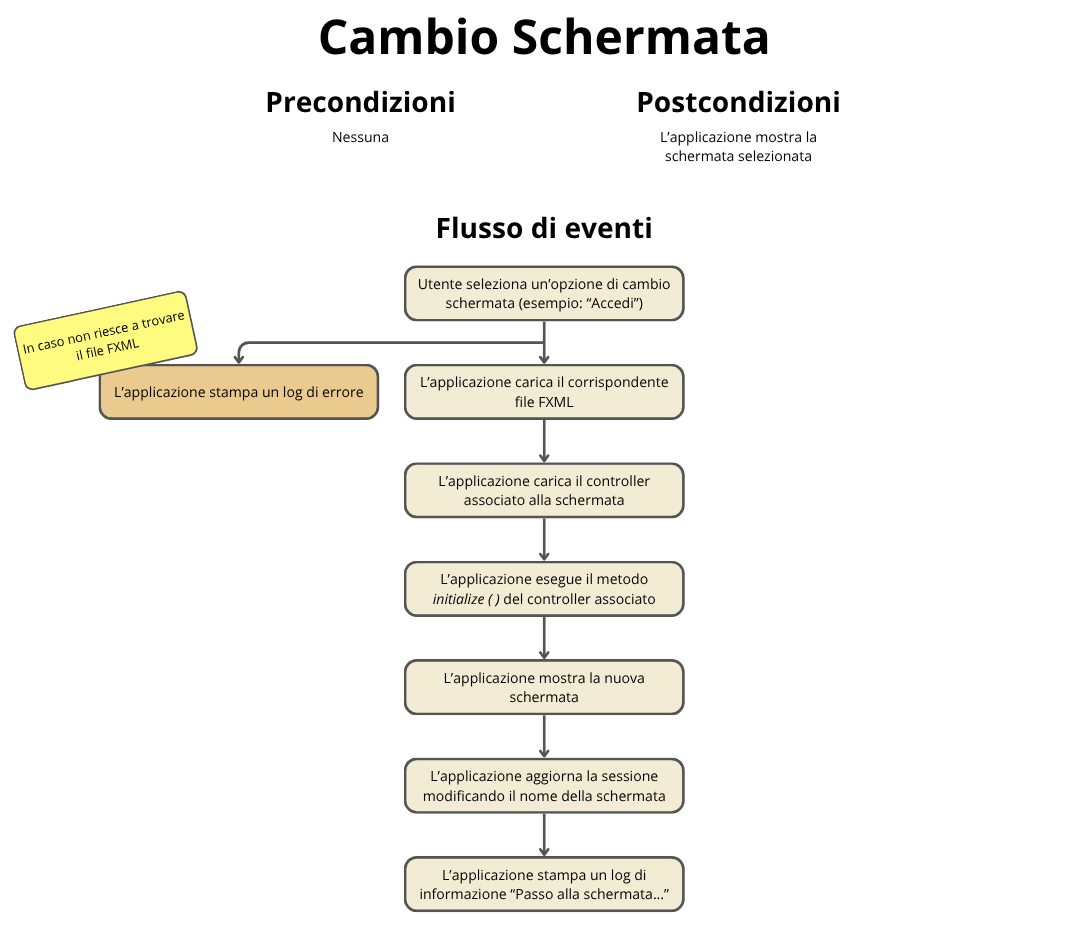 Cambio Schermata
Precondizioni
Nessuna
Postcondizioni
L’applicazione mostra la
schermata selezionata
Flusso di eventi
Utente seleziona un’opzione di cambio
schermata (esempio: “Accedi”)
In caso non riesce a trovare
il file FXML
L’applicazione stampa un log di errore
L’applicazione carica il corrispondente
file FXML
L’applicazione carica il controller
associato alla schermata
L’applicazione esegue il metodo
initialize ( ) del controller associato
L’applicazione mostra la nuova
schermata
L’applicazione aggiorna la sessione
modificando il nome della schermata
L’applicazione stampa un log di
informazione “Passo alla schermata...”